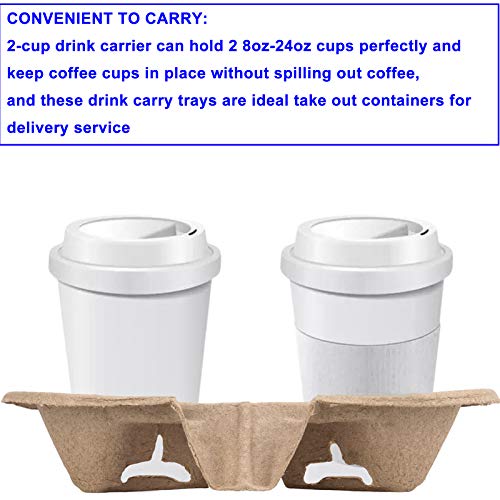 CONVENIENT TO CARRY:
2-cup drink carrier can hold 2 8oz-24oz cups perfectly and
keep coffee cups in place without spilling out coffee,
and these drink carry trays are ideal take out containers for
delivery service